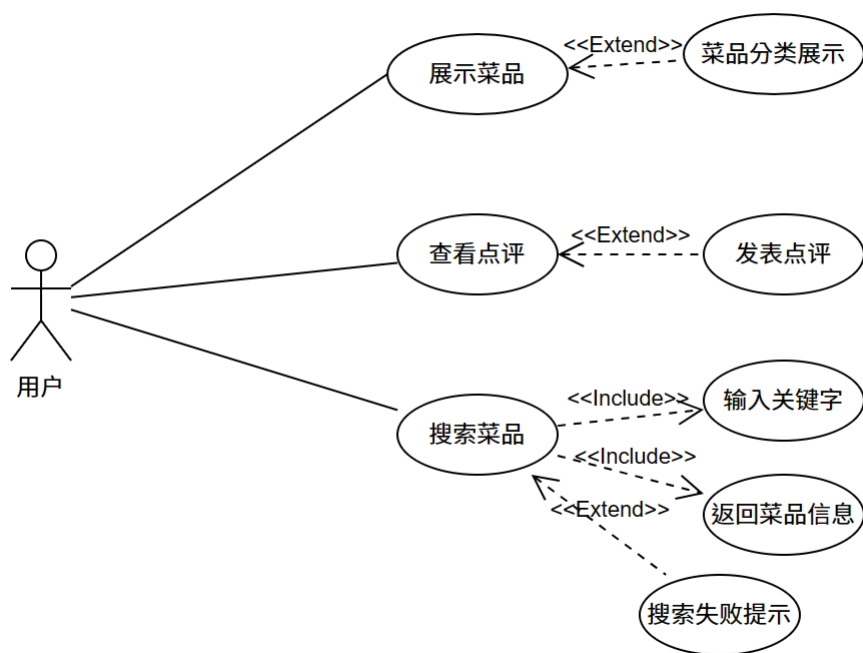 <<Extend>>
展示菜品
菜品分类展示
<<Extend>>
查看点评
发表点评
用户
<<Include>>
输入关键字
搜索菜品
<<Include>>
<<Extend>>
返回菜品信息
搜索失败提示